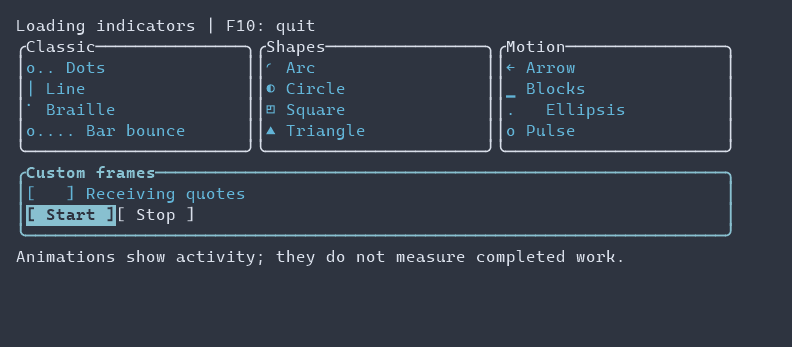 Loading indicators | F10: quit
Classic Shapes Motion
o.. Dots ◜ Arc ← Arrow
| Line ◐ Circle ▁ Blocks
⠁ Braille ◰ Square . Ellipsis
o.... Bar bounce ▲ Triangle o Pulse
Custom frames
[   ] Receiving quotes
[ Start ][ Stop ]
Animations show activity; they do not measure completed work.